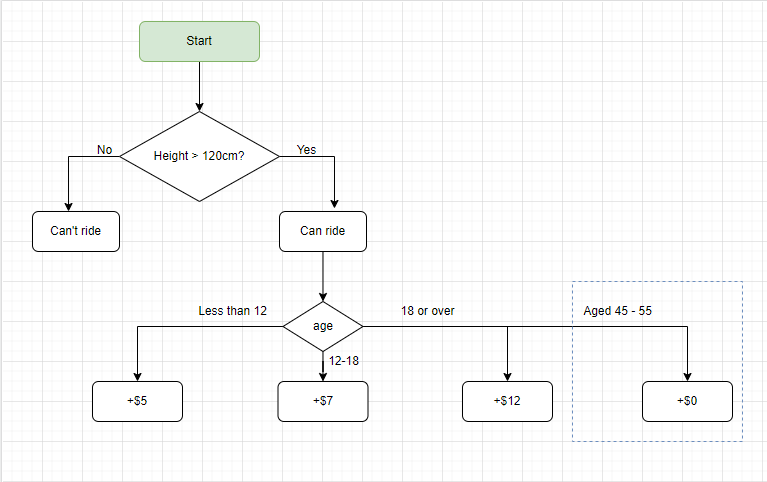 Start
Height > 120cm?
No
Yes
Can't ride
Can ride
Less than 12
age
18 or over
Aged 45 - 55
12-18
+$5
+$7
+$12
+$0